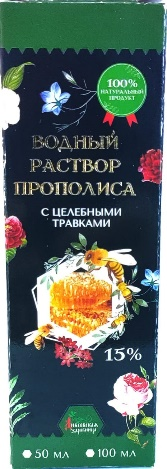 100%
НАТУРАЛЬНЫЙ
ПРОДУКТ
ВОДНЫЙ
РАСТВОР
ПРОПОЛИСА
С ЦЕЛЕБНЫМИ
ТРАВКАМИ
15%
50 МЛ
100 МЛ